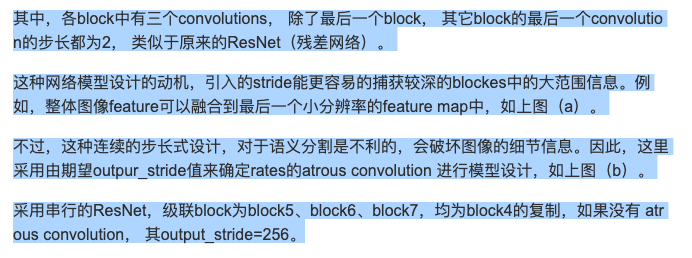 其中，各block中有三个convolutions， 除了最后一个block， 其它block的最后一个convolutio
n的步长都为2， 类似于原来的ResNet（残差网络）。
这种网络模型设计的动机，引入的stride能更容易的捕获较深的blockes中的大范围信息。例
如，整体图像feature可以融合到最后一个小分辨率的feature map中，如上图（a）。
不过，这种连续的步长式设计，对于语义分割是不利的，会破坏图像的细节信息。因此，这里
采用由期望outpur_stride值来确定rates的atrous convolution 进行模型设计，如上图（b）。
采用串行的ResNet，级联block为block5、block6、block7，均为block4的复制，如果没有 atr
ous convolution， 其output_stride=256。